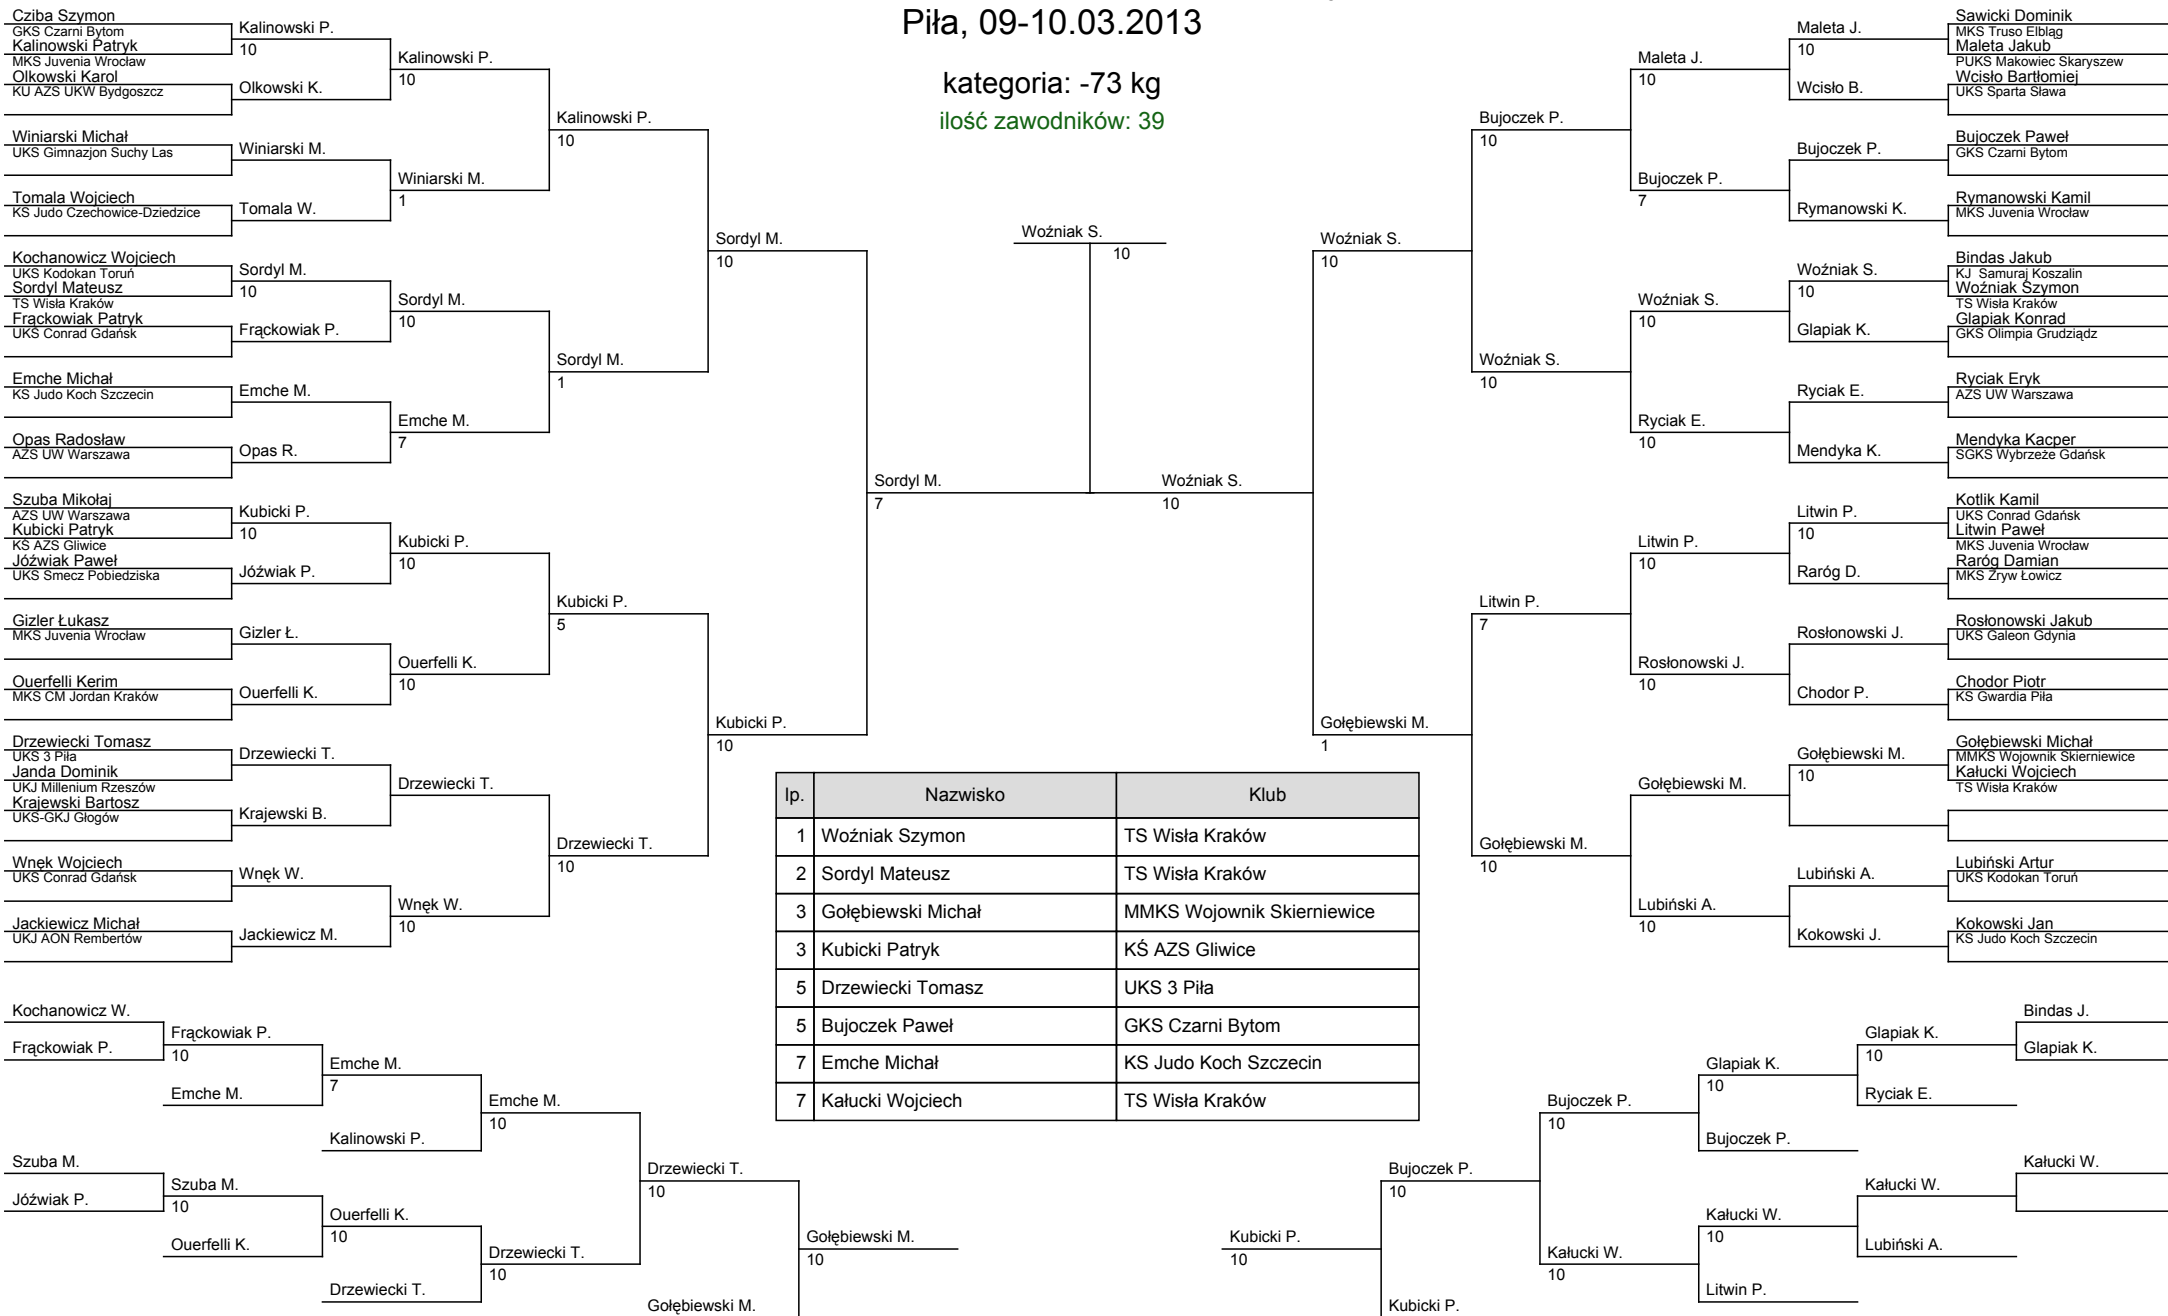 Piła, 09-10.03.2013
kategoria: -73 kg
ilość zawodników: 39
Cziba Szymon
GKS Czarni Bytom
Kalinowski Patryk
MKS Juvenia Wrocław
Olkowski Karol
KU AZS UKW Bydgoszcz
Winiarski Michał
UKS Gimnazjon Suchy Las
Tomala Wojciech
KS Judo Czechowice-Dziedzice
Kochanowicz Wojciech
UKS Kodokan Toruń
Sordyl Mateusz
TS Wisła Kraków
Frąckowiak Patryk
UKS Conrad Gdańsk
Emche Michał
KS Judo Koch Szczecin
Opas Radosław
AZS UW Warszawa
Szuba Mikołaj
AZS UW Warszawa
Kubicki Patryk
KŚ AZS Gliwice
Jóźwiak Paweł
UKS Smecz Pobiedziska
Gizler Łukasz
MKS Juvenia Wrocław
Ouerfelli Kerim
MKS CM Jordan Kraków
Drzewiecki Tomasz
UKS 3 Piła
Janda Dominik
UKJ Millenium Rzeszów
Krajewski Bartosz
UKS-GKJ Głogów
Wnęk Wojciech
UKS Conrad Gdańsk
Jackiewicz Michał
UKJ AON Rembertów
Kalinowski P.
10
Olkowski K.
Winiarski M.
Tomala W.
Sordyl M.
10
Frąckowiak P.
Emche M.
Opas R.
Kubicki P.
10
Jóźwiak P.
Gizler Ł.
Ouerfelli K.
Drzewiecki T.
Krajewski B.
Wnęk W.
Jackiewicz M.
Kalinowski P.
10
Winiarski M.
1
Sordyl M.
10
Emche M.
7
Kubicki P.
10
Ouerfelli K.
10
Drzewiecki T.
Wnęk W.
10
Kalinowski P.
10
Sordyl M.
1
Kubicki P.
5
Drzewiecki T.
10
Sordyl M.
10
Kubicki P.
10
Sordyl M.
7
Woźniak S.
10
Woźniak S.
10
Woźniak S.
10
Gołębiewski M.
1
Bujoczek P.
10
Woźniak S.
10
Litwin P.
7
Gołębiewski M.
10
Maleta J.
10
Bujoczek P.
7
Woźniak S.
10
Ryciak E.
10
Litwin P.
10
Rosłonowski J.
10
Gołębiewski M.
Lubiński A.
10
Maleta J.
10
Wcisło B.
Bujoczek P.
Rymanowski K.
Woźniak S.
10
Glapiak K.
Ryciak E.
Mendyka K.
Litwin P.
10
Raróg D.
Rosłonowski J.
Chodor P.
Gołębiewski M.
10
Lubiński A.
Kokowski J.
Sawicki Dominik
MKS Truso Elbląg
Maleta Jakub
PUKS Makowiec Skaryszew
Wcisło Bartłomiej
UKS Sparta Sława
Bujoczek Paweł
GKS Czarni Bytom
Rymanowski Kamil
MKS Juvenia Wrocław
Bindas Jakub
KJ Samuraj Koszalin
Woźniak Szymon
TS Wisła Kraków
Glapiak Konrad
GKS Olimpia Grudziądz
Ryciak Eryk
AZS UW Warszawa
Mendyka Kacper
SGKS Wybrzeże Gdańsk
Kotlik Kamil
UKS Conrad Gdańsk
Litwin Paweł
MKS Juvenia Wrocław
Raróg Damian
MKS Zryw Łowicz
Rosłonowski Jakub
UKS Galeon Gdynia
Chodor Piotr
KS Gwardia Piła
Gołębiewski Michał
MMKS Wojownik Skierniewice
Kałucki Wojciech
TS Wisła Kraków
Lubiński Artur
UKS Kodokan Toruń
Kokowski Jan
KS Judo Koch Szczecin
lp. Nazwisko Klub
1 Woźniak Szymon TS Wisła Kraków
2 Sordyl Mateusz TS Wisła Kraków
3 Gołębiewski Michał MMKS Wojownik Skierniewice
3 Kubicki Patryk KŚ AZS Gliwice
5 Drzewiecki Tomasz UKS 3 Piła
5 Bujoczek Paweł GKS Czarni Bytom
7 Emche Michał KS Judo Koch Szczecin
7 Kałucki Wojciech TS Wisła Kraków
Kochanowicz W.
Frąckowiak P.
Szuba M.
Jóźwiak P.
Frąckowiak P.
10
Emche M.
Szuba M.
10
Ouerfelli K.
Emche M.
7
Kalinowski P.
Ouerfelli K.
10
Drzewiecki T.
Emche M.
10
Drzewiecki T.
10
Drzewiecki T.
10
Gołębiewski M.
Gołębiewski M.
10
Kubicki P.
10
Bujoczek P.
10
Kubicki P.
Bujoczek P.
10
Kałucki W.
10
Glapiak K.
10
Bujoczek P.
Kałucki W.
10
Litwin P.
Glapiak K.
10
Ryciak E.
Kałucki W.
Lubiński A.
Bindas J.
Glapiak K.
Kałucki W.